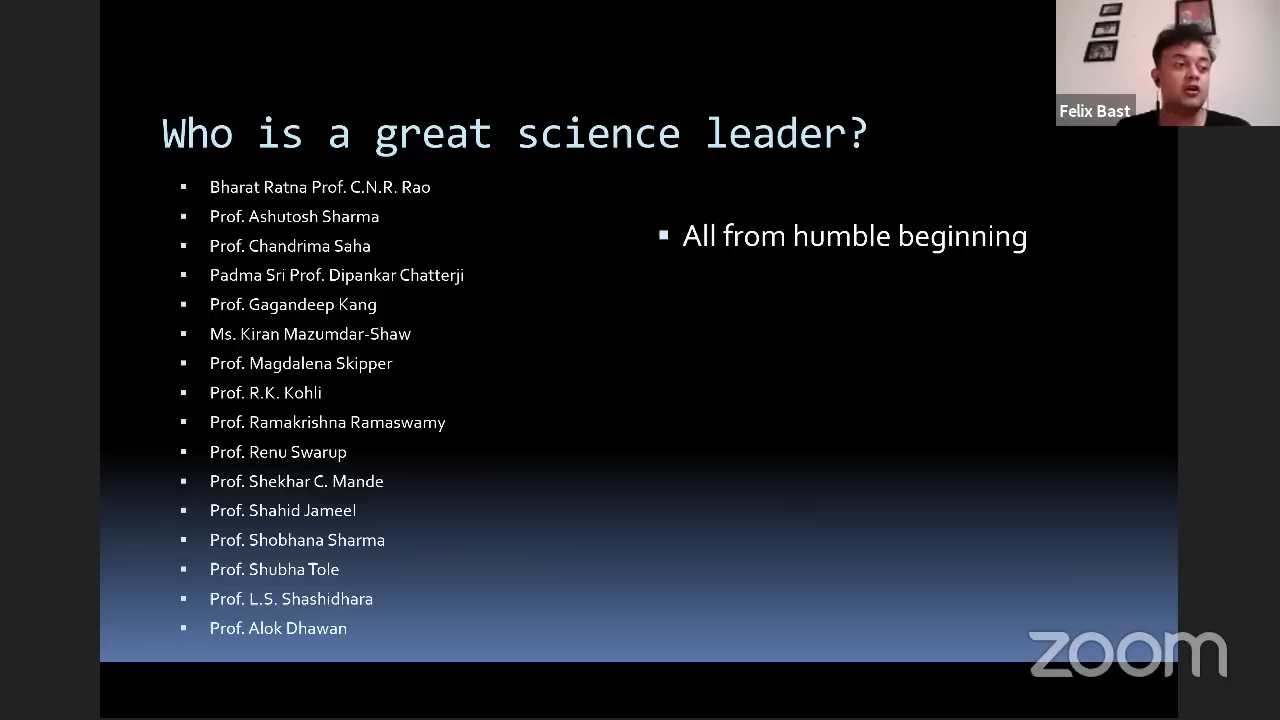 Who is a great science leader?
Bharat Ratna Prof. C.N.R. Rao
Prof. Ashutosh Sharma
Prof. Chandrima Saha
Padma Sri Prof. Dipankar Chatterji
Prof. Gagandeep Kang
Ms. Kiran Mazumdar-Shaw
Prof. Magdalena Skipper
Prof. R.K. Kohli
Prof. Ramakrishna Ramaswamy
Prof. Renu Swarup
Prof. Shekhar C. Mande
Prof. Shahid Jameel
Prof. Shobhana Sharma
Prof. Shubha Tole
Prof. L.S. Shashidhara
Prof. Alok Dhawan
All from humble beginning
Felix Bast
zoom